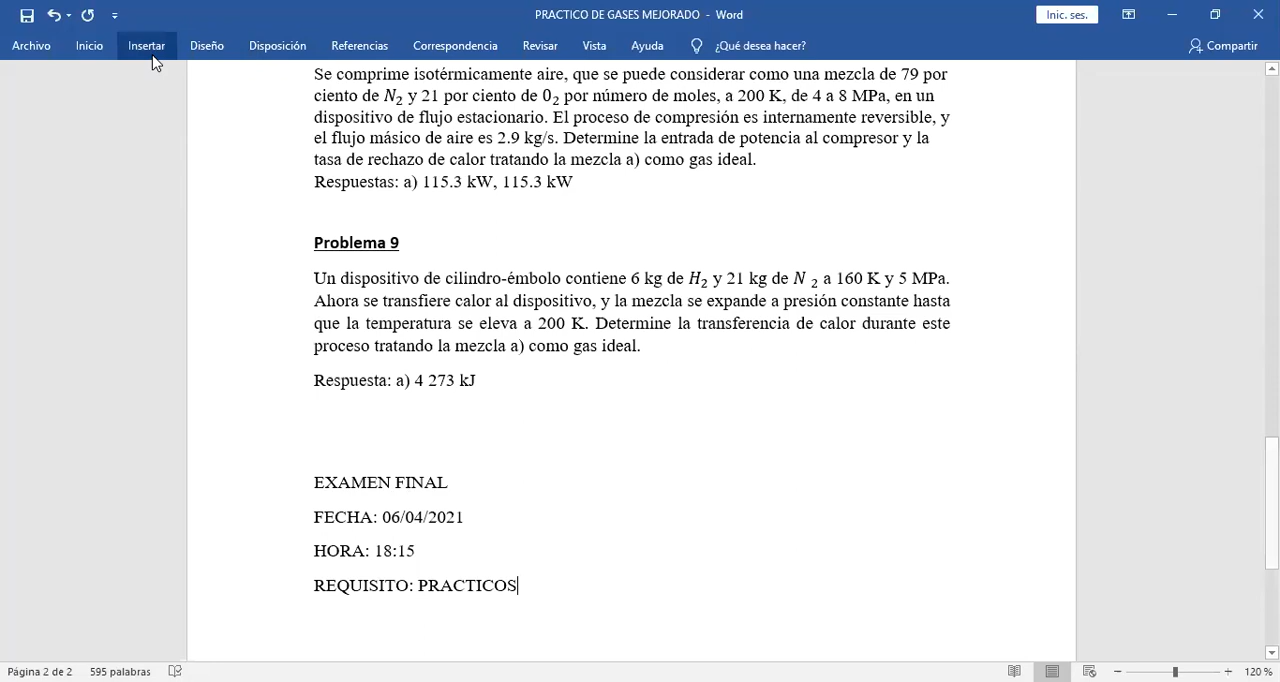 PRACTICO DE GASES MEJORADO - Word
Inic. ses.
Archivo Inicio Insertar Diseño Disposición Referencias Correspondencia Revisar Vista Ayuda ¿Qué desea hacer? Compartir
Se comprime isotérmicamente aire, que se puede considerar como una mezcla de 79 por
ciento de N₂ y 21 por ciento de 0₂ por número de moles, a 200 K, de 4 a 8 MPa, en un
dispositivo de flujo estacionario. El proceso de compresión es internamente reversible, y
el flujo másico de aire es 2.9 kg/s. Determine la entrada de potencia al compresor y la
tasa de rechazo de calor tratando la mezcla a) como gas ideal.
Respuestas: a) 115.3 kW, 115.3 kW
Problema 9
Un dispositivo de cilindro-émbolo contiene 6 kg de H₂ y 21 kg de N ₂ a 160 K y 5 MPa.
Ahora se transfiere calor al dispositivo, y la mezcla se expande a presión constante hasta
que la temperatura se eleva a 200 K. Determine la transferencia de calor durante este
proceso tratando la mezcla a) como gas ideal.
Respuesta: a) 4 273 kJ
EXAMEN FINAL
FECHA: 06/04/2021
HORA: 18:15
REQUISITO: PRACTICOS
Página 2 de 2 595 palabras 120 %